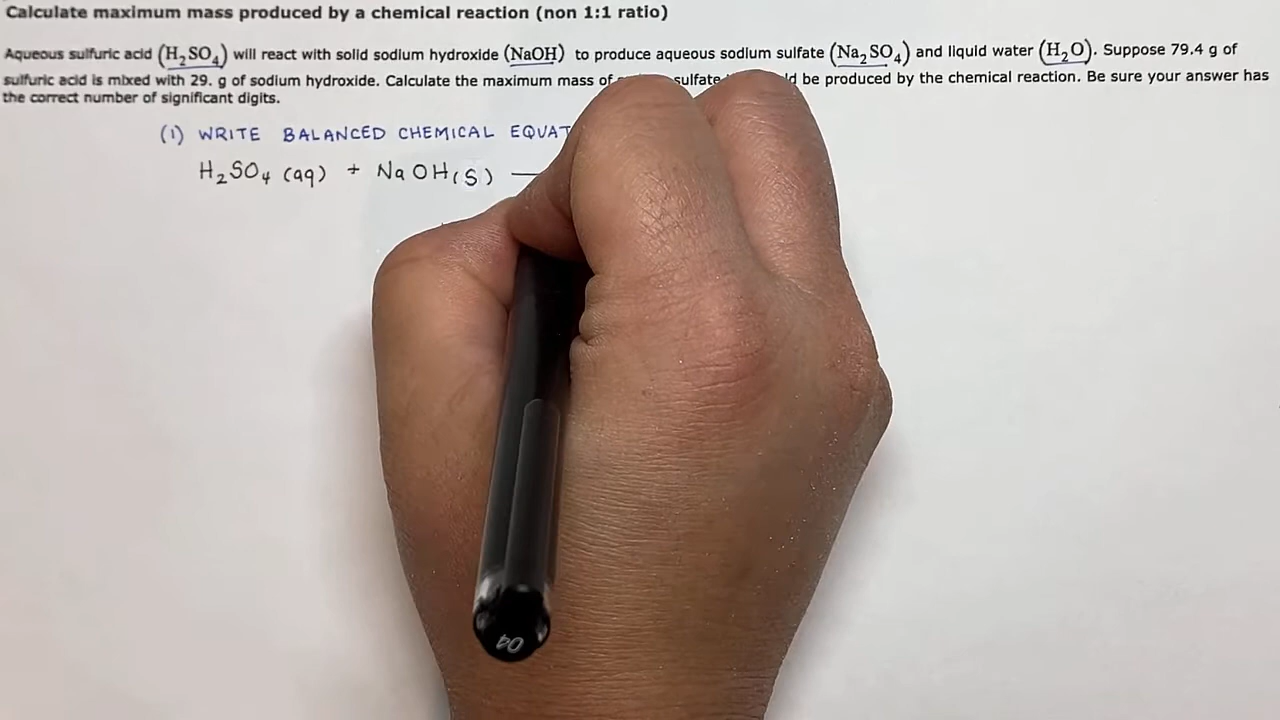 Calculate maximum mass produced by a chemical reaction (non 1:1 ratio)
Aqueous sulfuric acid (H₂SO₄) will react with solid sodium hydroxide (NaOH) to produce aqueous sodium sulfate (Na₂SO₄) and liquid water (H₂O). Suppose 79.4 g of
sulfuric acid is mixed with 29. g of sodium hydroxide. Calculate the maximum mass of sulfate be produced by the chemical reaction. Be sure your answer has
the correct number of significant digits.
(1) WRITE BALANCED CHEMICAL EQUAT
H₂SO₄ (aq) + NaOH(s) —
04